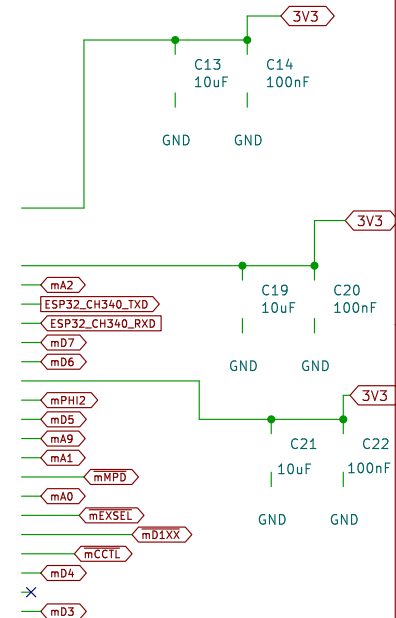 3V3
C13 C14
10uF 100nF
GND GND
3V3
mA2
ESP32_CH340_TXD
C19 C20
10uF 100nF
ESP32_CH340_RXD
mD7
mD6
GND GND
3V3
mPHI2
mD5
mA9
C21 C22
mA1
10uF 100nF
mMPD
mA0
mEXSEL
GND GND
mD1XX
mCCTL
mD4
mD3